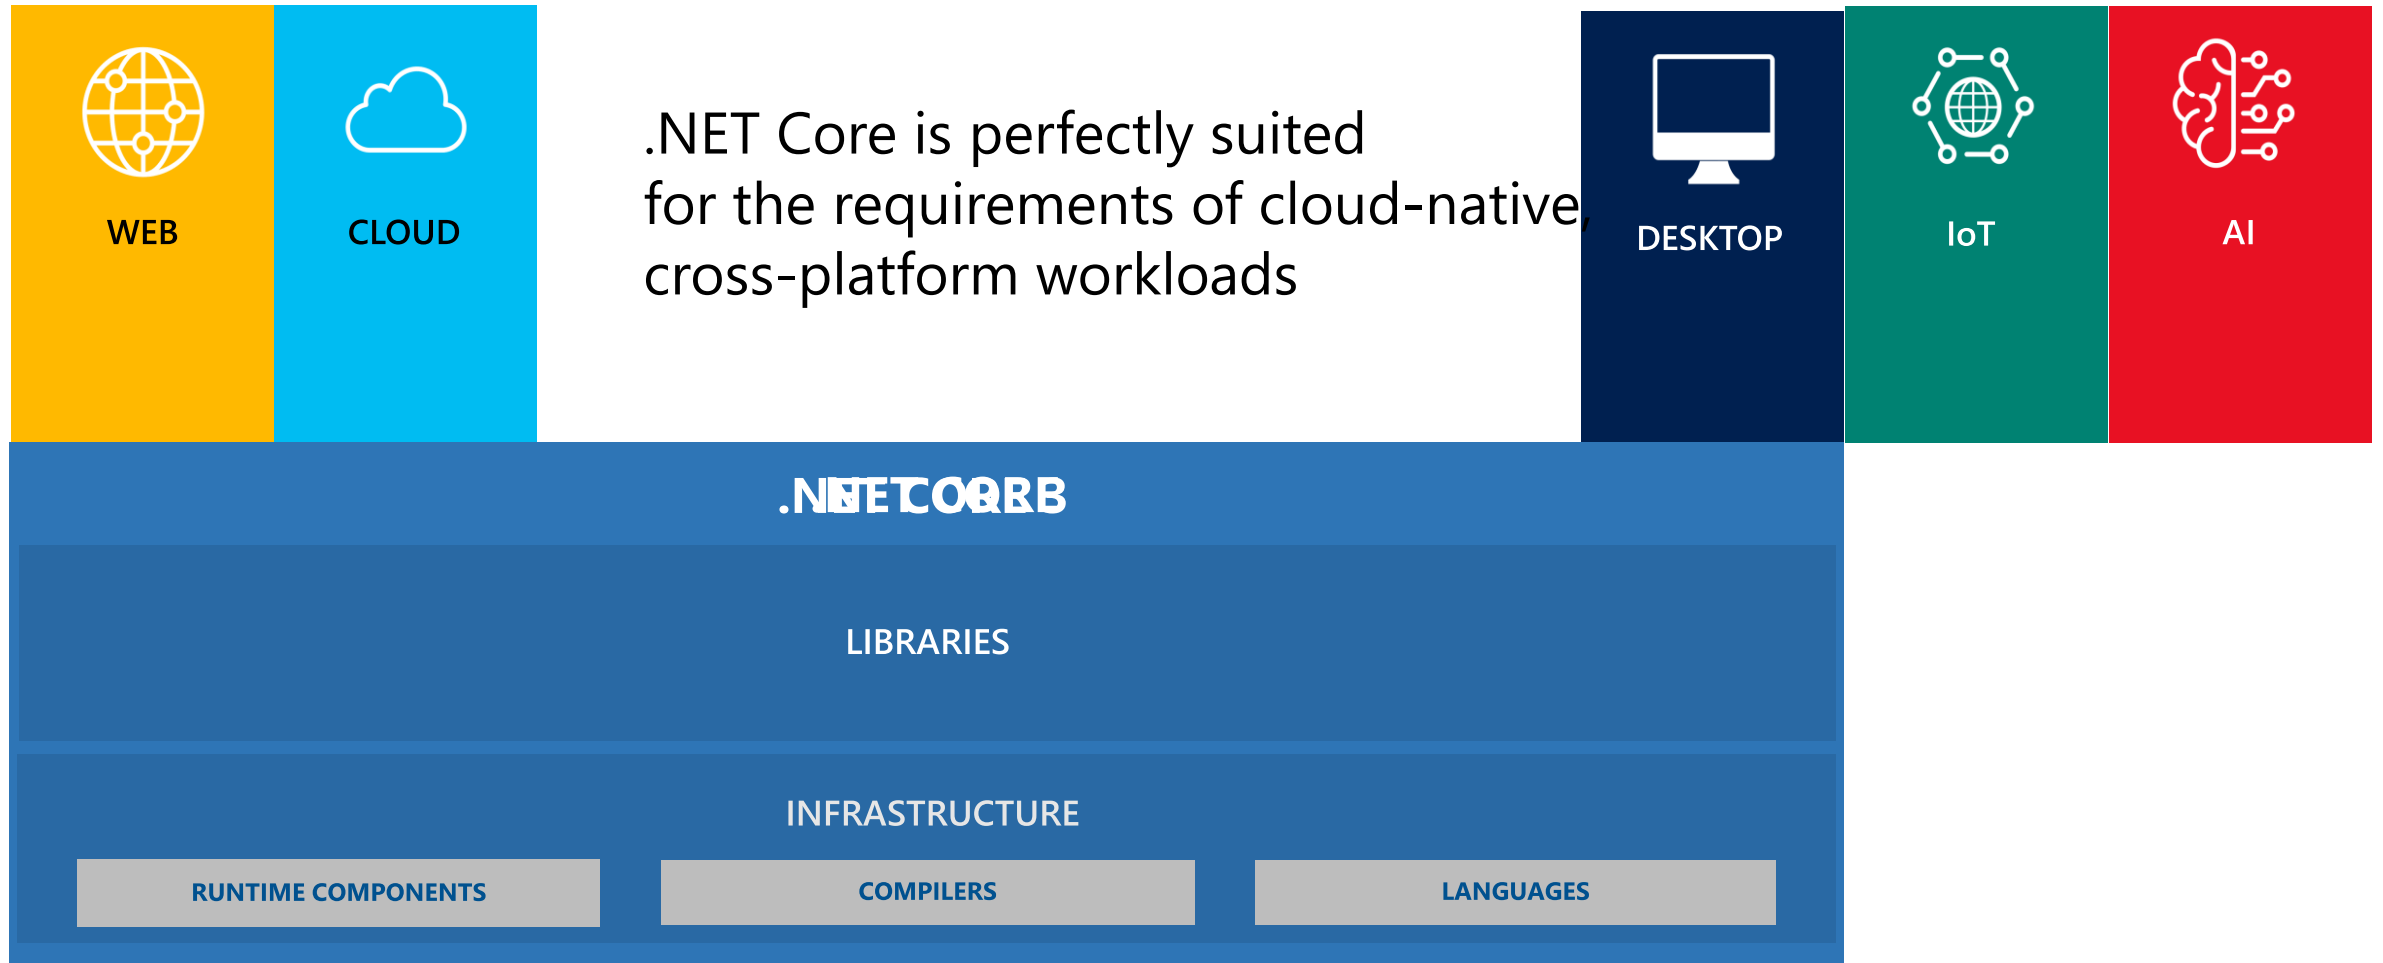 WEB
CLOUD
.NET Core is perfectly suited
for the requirements of cloud-native,
cross-platform workloads
DESKTOP
IoT
AI
LIBRARIES
INFRASTRUCTURE
RUNTIME COMPONENTS
COMPILERS
LANGUAGES